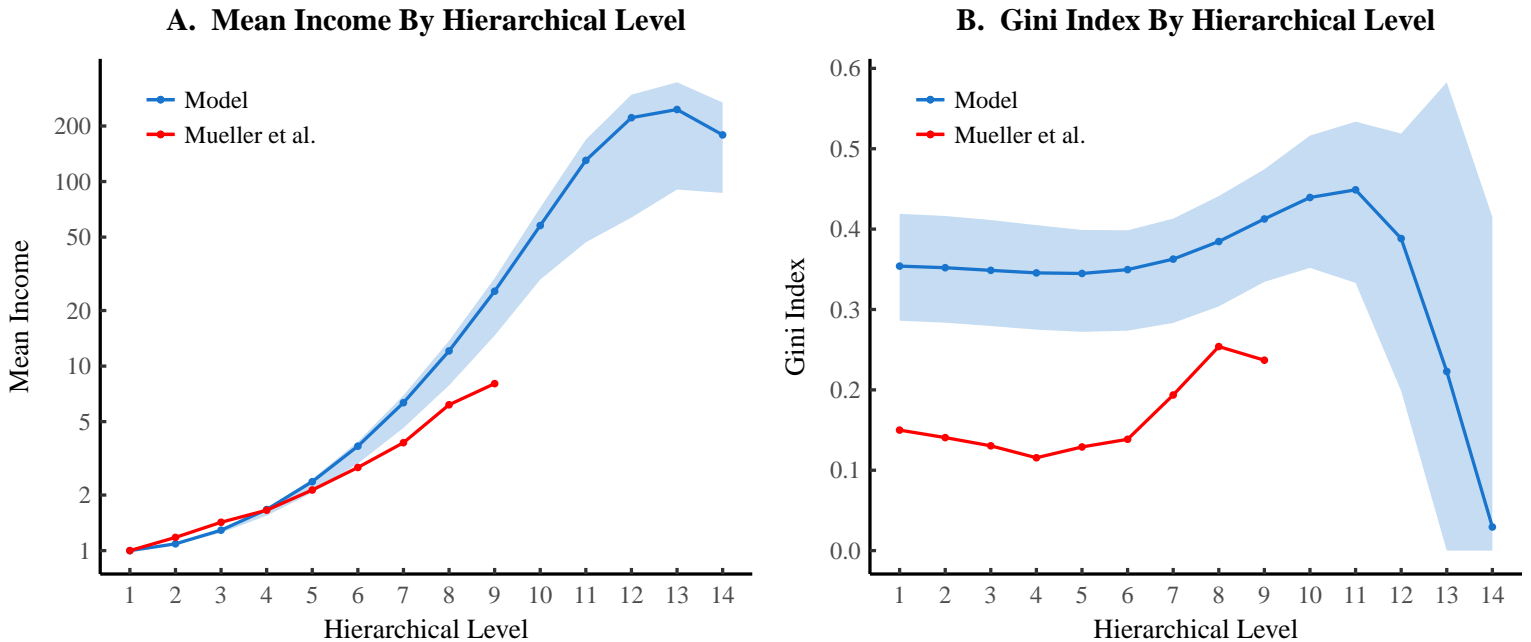 A. Mean Income By Hierarchical Level
Model
Mueller et al.
200
100
50
20
10
5
2
1
Mean Income
1 2 3 4 5 6 7 8 9 10 11 12 13 14
Hierarchical Level
B. Gini Index By Hierarchical Level
Model
Mueller et al.
0.6
0.5
0.4
0.3
0.2
0.1
0.0
Gini Index
1 2 3 4 5 6 7 8 9 10 11 12 13 14
Hierarchical Level